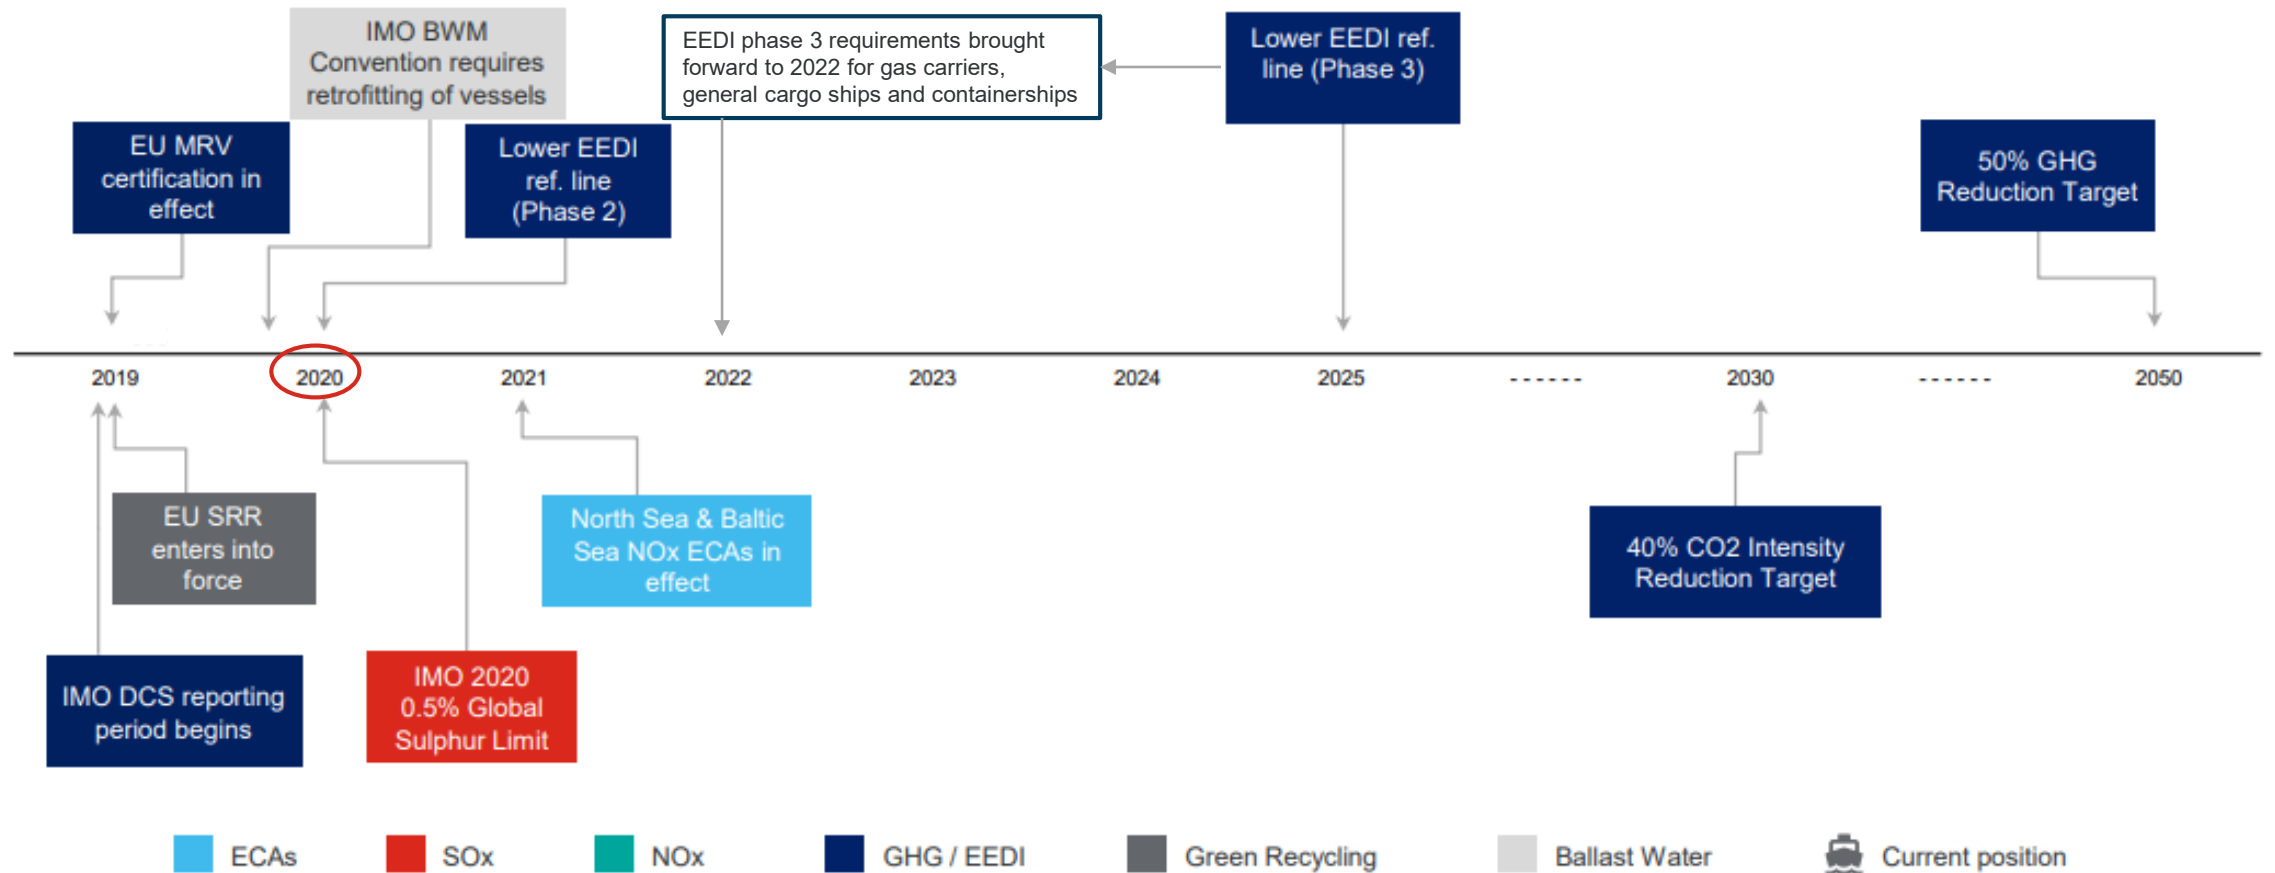 IMO BWM
Convention requires
retrofitting of vessels
EEDI phase 3 requirements brought
forward to 2022 for gas carriers,
general cargo ships and containerships
Lower EEDI ref.
line (Phase 3)
EU MRV
certification in
effect
Lower EEDI
ref. line
(Phase 2)
50% GHG
Reduction Target
2019
2020
2021
2022
2023
2024
2025
------
2030
------
2050
EU SRR
enters into
force
North Sea & Baltic
Sea NOx ECAs in
effect
40% CO2 Intensity
Reduction Target
IMO DCS reporting
period begins
IMO 2020
0.5% Global
Sulphur Limit
ECAs
SOx
NOx
GHG / EEDI
Green Recycling
Ballast Water
Current position